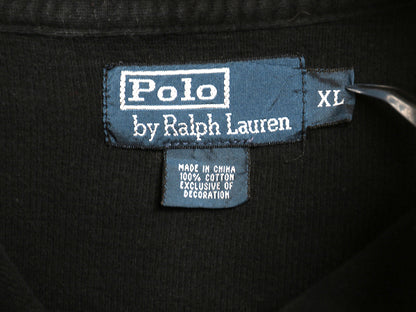 Polo
by Ralph Lauren
XL
MADE IN CHINA
100% COTTON
EXCLUSIVE OF
DECORATION